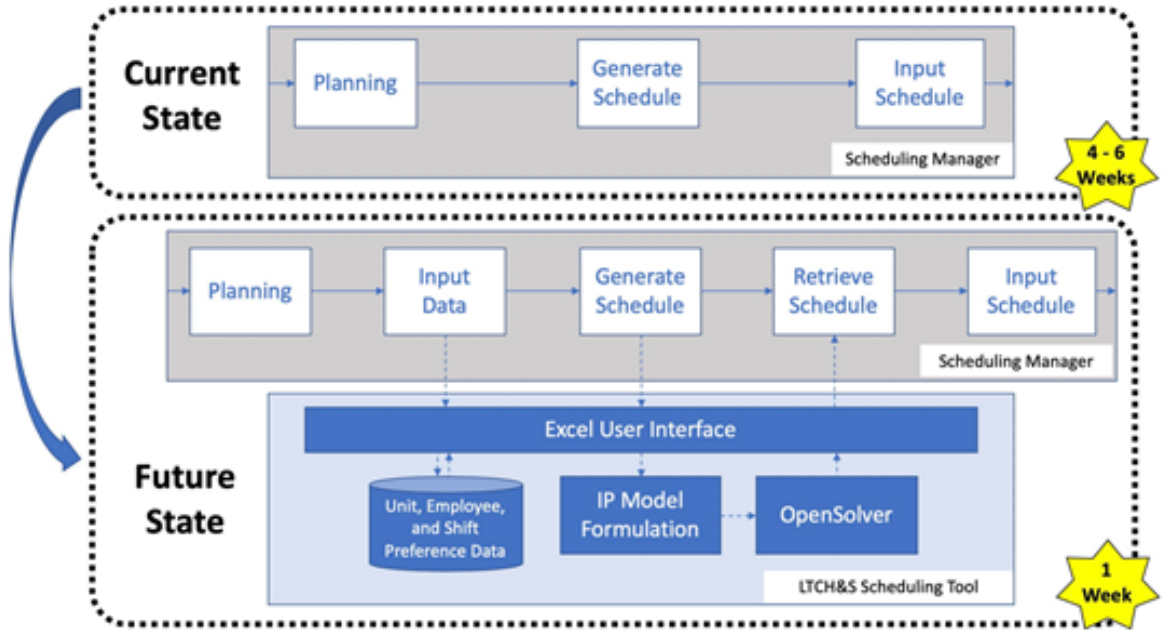 Current
State
Planning
Generate
Schedule
Input
Schedule
Scheduling Manager
4 - 6
Weeks
Future
State
Planning
Input
Data
Generate
Schedule
Retrieve
Schedule
Input
Schedule
Scheduling Manager
Excel User Interface
Unit, Employee,
and Shift
Preference Data
IP Model
Formulation
OpenSolver
LTCH&S Scheduling Tool
1
Week